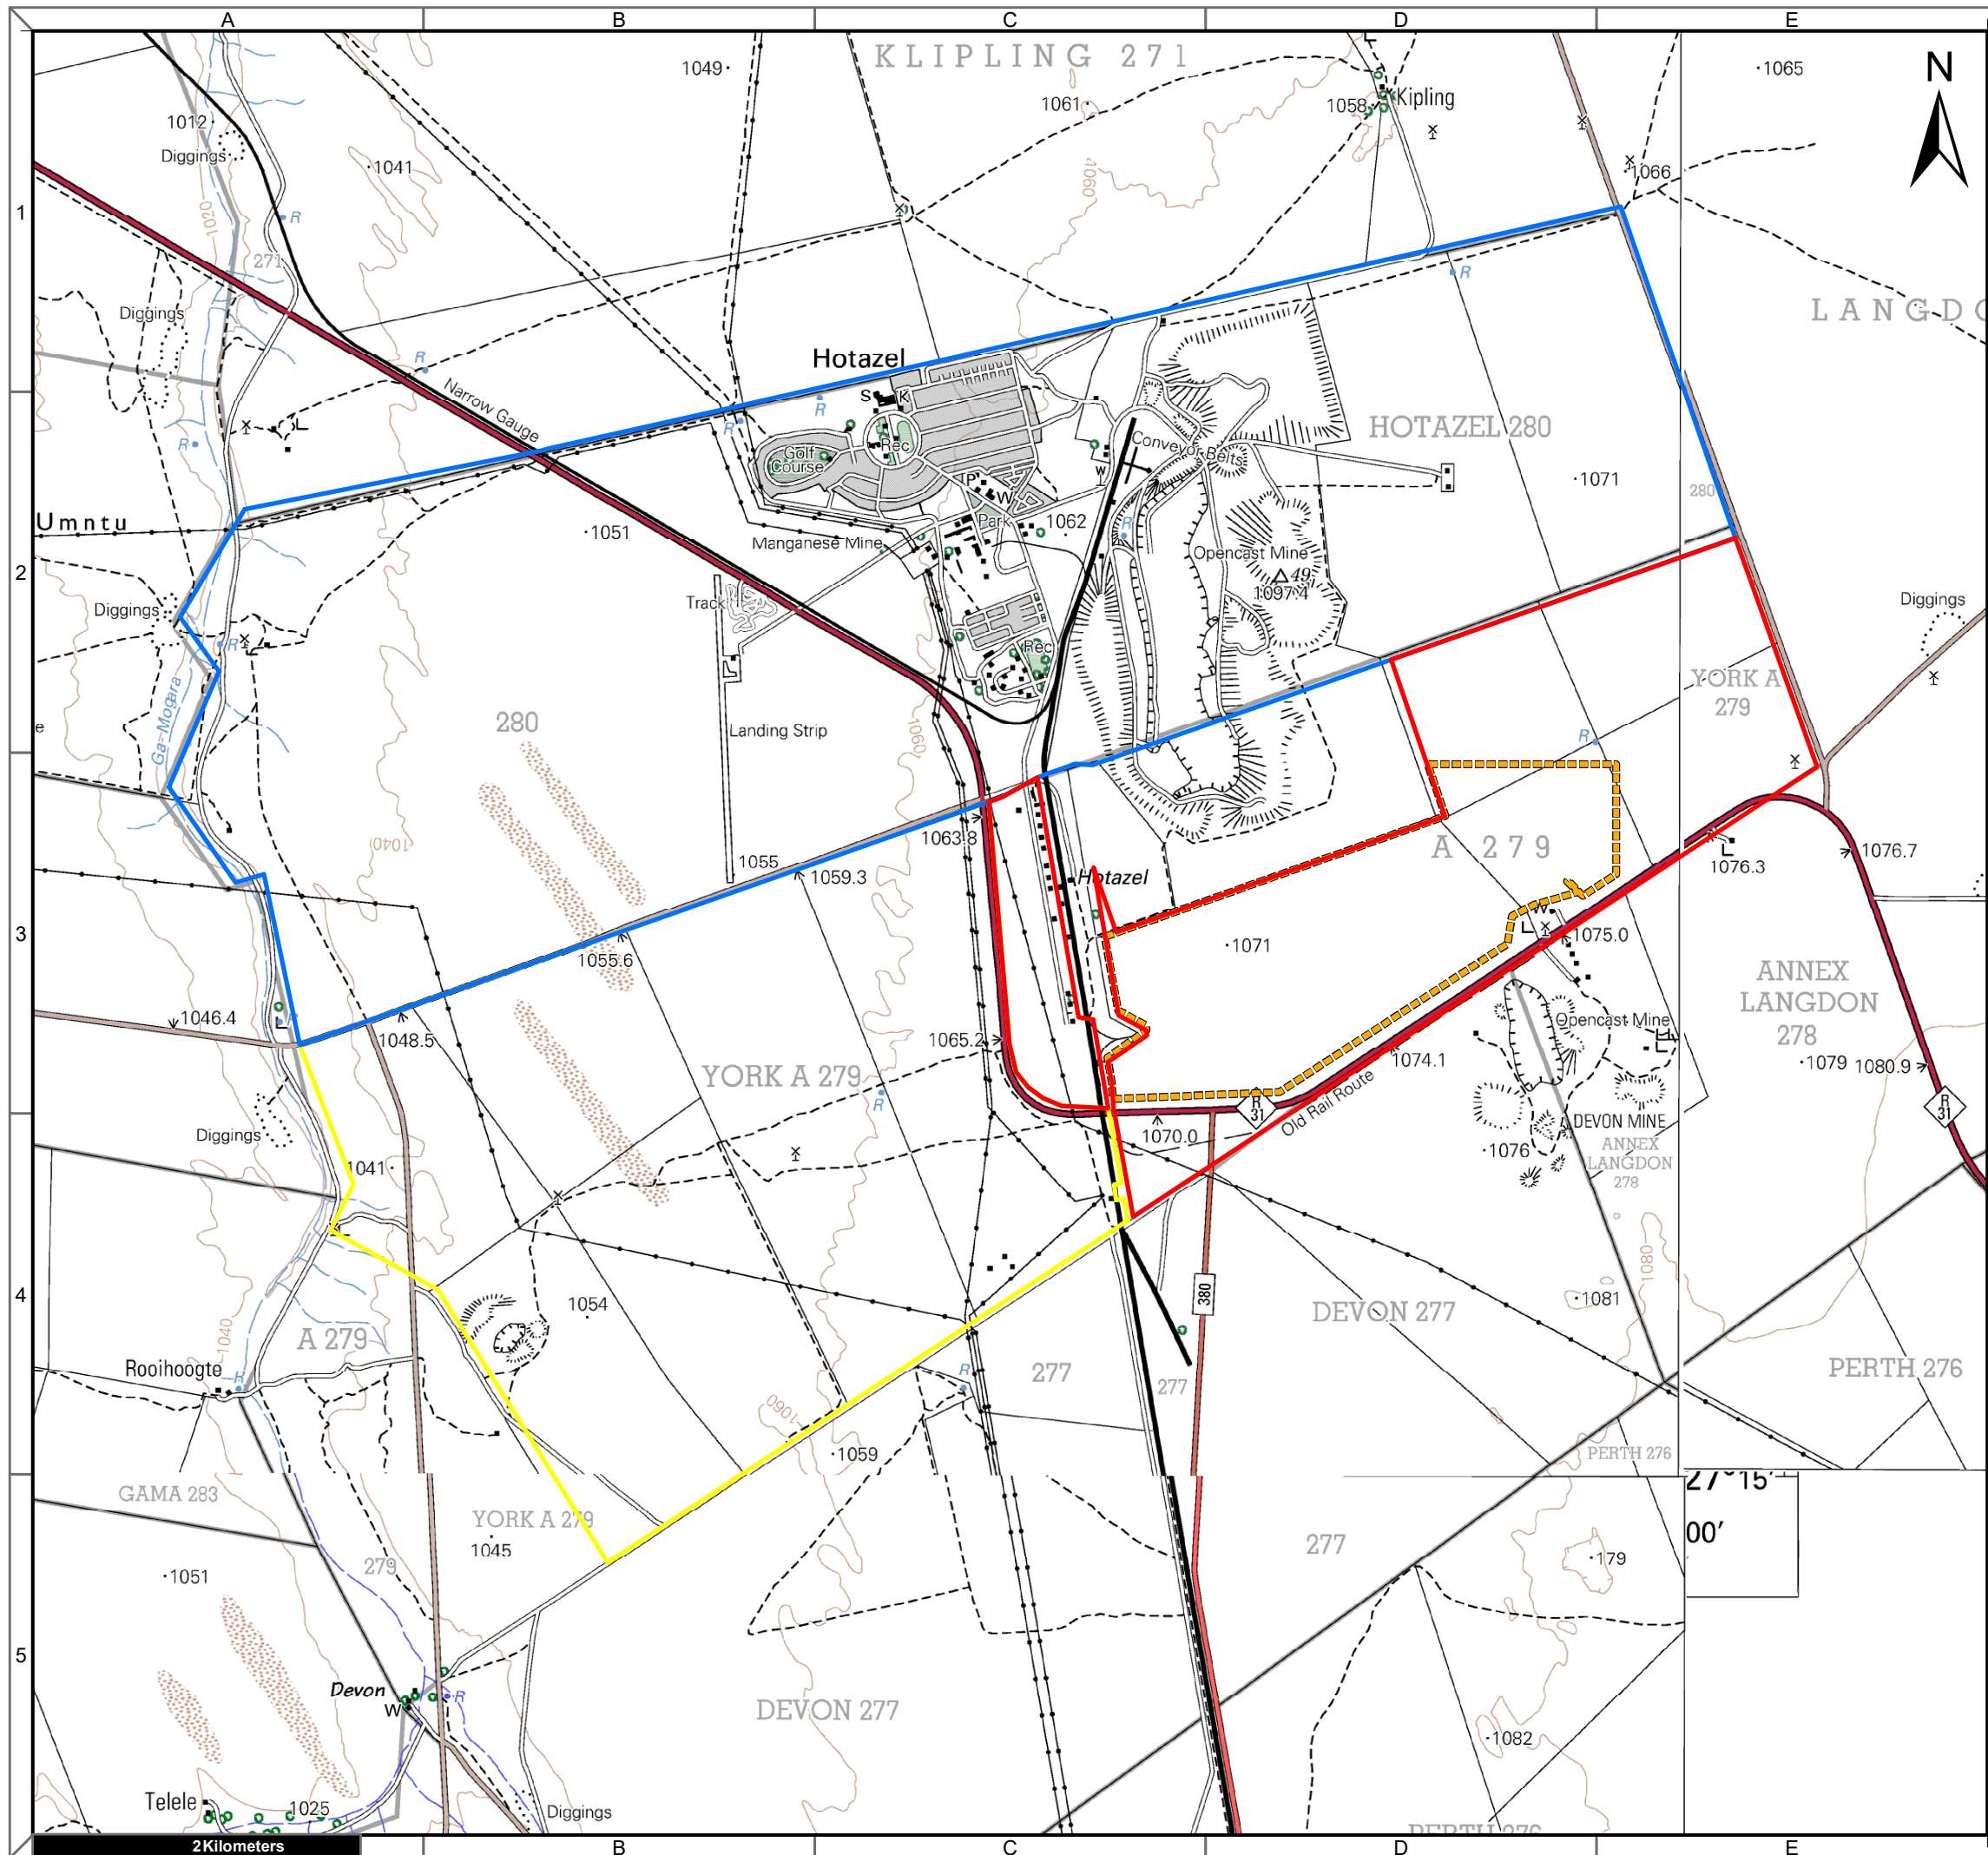 A B C D E
KLIPLING 271
N
1049
1065
1061
1058
Kipling
1012
Diggings
1041
1066
1060
1020
1
R
271
R
Diggings
LANGDO
Hotazel
R
Narrow Gauge
R
S K
R
Rec
HOTAZEL 280
Golf
Course
Conveyor Belts
W
L
R
P
W
1071
280
Umntu
1051
Park
1062
R
Manganese Mine
Opencast Mine
49
1097.4
2
Diggings
Track
Diggings
R
Rec
YORK A
279
Ga-Mogara
280
Landing Strip
1060
R
e
1063.8
1040
1055
1059.3
Hotazel
A 279
1076.3
L
1076.7
W
L
1075.0
3
1055.6
1071
ANNEX
LANGDON
278
1046.4
L
1048.5
1065.2
Opencast Mine
1074.1
YORK A 279
R
1079
1080.9
Old Rail Route
R
31
R
31
Diggings
1070.0
DEVON MINE
1076
ANNEX
LANGDON
278
1041
L
1080
4
380
1054
1081
DEVON 277
A 279
1040
Rooihoogte
R
R
277
277
PERTH 276
1060
1059
PERTH 276
GAMA 283
27°15'
YORK A 279
00'
1045
277
179
279
1051
5
Devon
W
R
DEVON 277
1082
Telele
1025
Diggings
PERTH 276
2 Kilometers
A B C D E